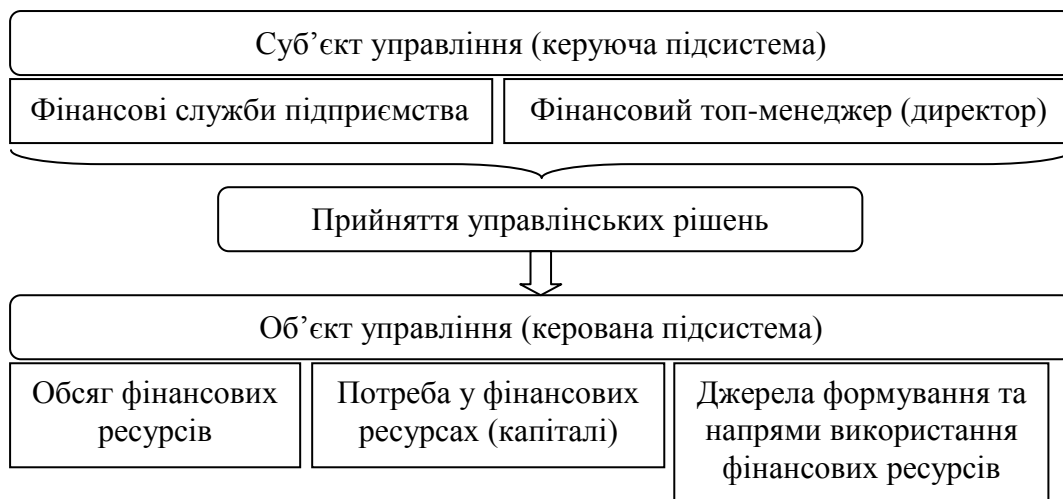 Суб’єкт управління (керуюча підсистема)
Фінансові служби підприємства
Фінансовий топ-менеджер (директор)
Прийняття управлінських рішень
Об’єкт управління (керована підсистема)
Обсяг фінансових
ресурсів
Потреба у фінансових
ресурсах (капіталі)
Джерела формування та
напрями використання
фінансових ресурсів